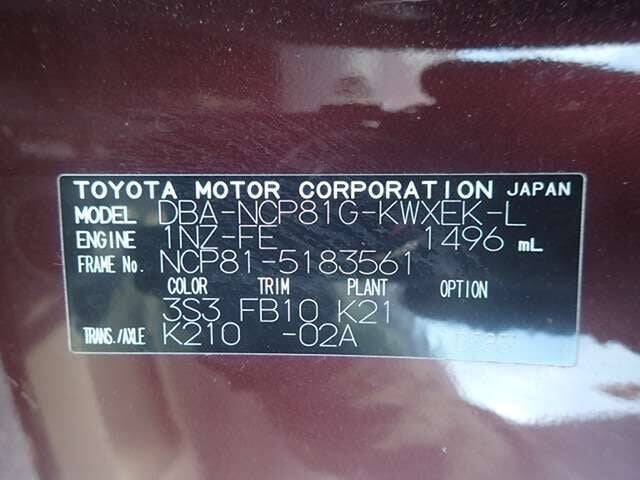 TOYOTA MOTOR CORPORATION JAPAN
MODEL DBA-NCP81G-KWXEK-L
ENGINE 1NZ-FE 1496 mL
FRAME No. NCP81-5183561
COLOR TRIM PLANT OPTION
3S3 FB10 K21
TRANS./AXLE K210 -02A